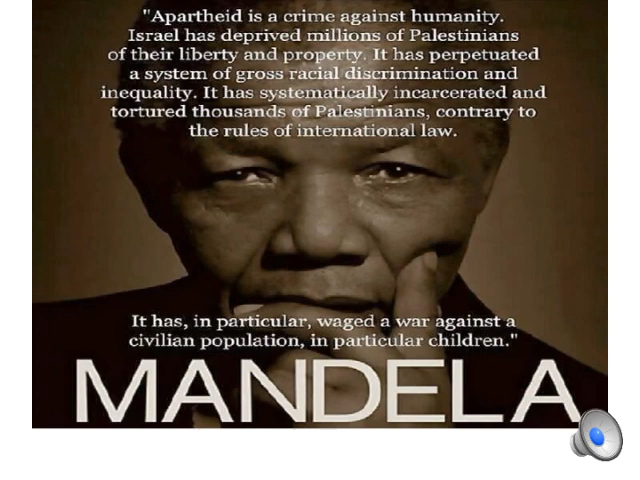 "Apartheid is a crime against humanity.
Israel has deprived millions of Palestinians
of their liberty and property. It has perpetuated
a system of gross racial discrimination and
inequality. It has systematically incarcerated and
tortured thousands of Palestinians, contrary to
the rules of international law.
It has, in particular, waged a war against a
civilian population, in particular children."
MANDELA